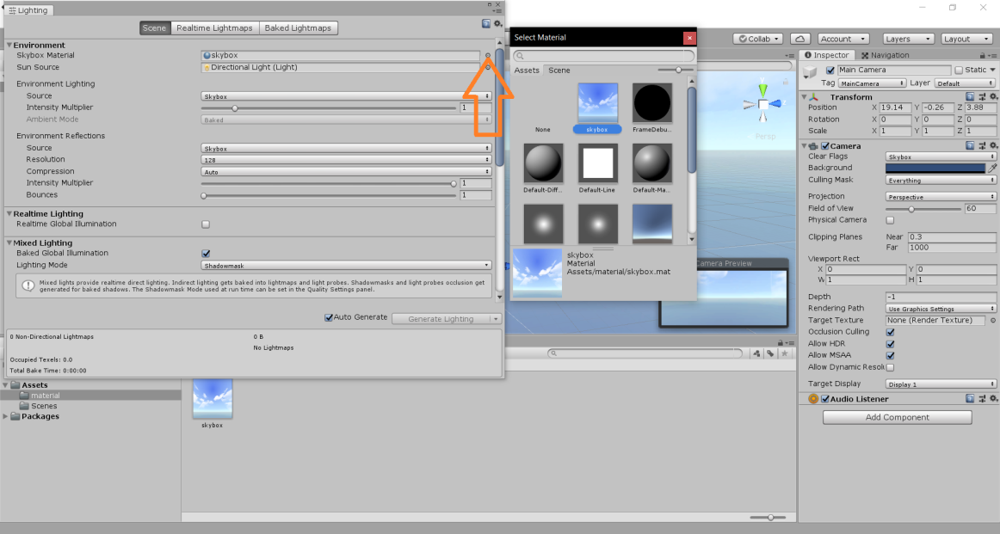 Lighting
Scene Realtime Lightmaps Baked Lightmaps
Environment
Skybox Material skybox
Sun Source Directional Light (Light)
Environment Lighting
Source Skybox
Intensity Multiplier 1
Ambient Mode Baked
Environment Reflections
Source Skybox
Resolution 128
Compression Auto
Intensity Multiplier 1
Bounces 1
Realtime Lighting
Realtime Global Illumination
Mixed Lighting
Baked Global Illumination
Lighting Mode Shadowmask
Mixed lights provide realtime direct lighting. Indirect lighting gets baked into lightmaps and light probes. Shadowmasks and light probes occlusion get
generated for baked shadows. The Shadowmask Mode used at run time can be set in the Quality Settings panel.
Auto Generate Generate Lighting
0 Non-Directional Lightmaps 0 B
No Lightmaps
Occupied Texels: 0.0
Total Bake Time: 0:00:00
Assets
material
Scenes
Packages
skybox
Select Material
Assets Scene
None skybox FrameDebu...
Default-Diff... Default-Line Default-Ma...
skybox
Material
Assets/material/skybox.mat
Persp
Camera Preview
Collab Account Layers Layout
Inspector Navigation
Main Camera Static
Tag MainCamera Layer Default
Transform
Position X 19.14 Y -0.26 Z 3.88
Rotation X 0 Y 0 Z 0
Scale X 1 Y 1 Z 1
Camera
Clear Flags Skybox
Background
Culling Mask Everything
Projection Perspective
Field of View 60
Physical Camera
Clipping Planes Near 0.3
Far 1000
Viewport Rect
X 0 Y 0
W 1 H 1
Depth -1
Rendering Path Use Graphics Settings
Target Texture None (Render Texture)
Occlusion Culling
Allow HDR
Allow MSAA
Allow Dynamic Resolu
Target Display Display 1
Audio Listener
Add Component